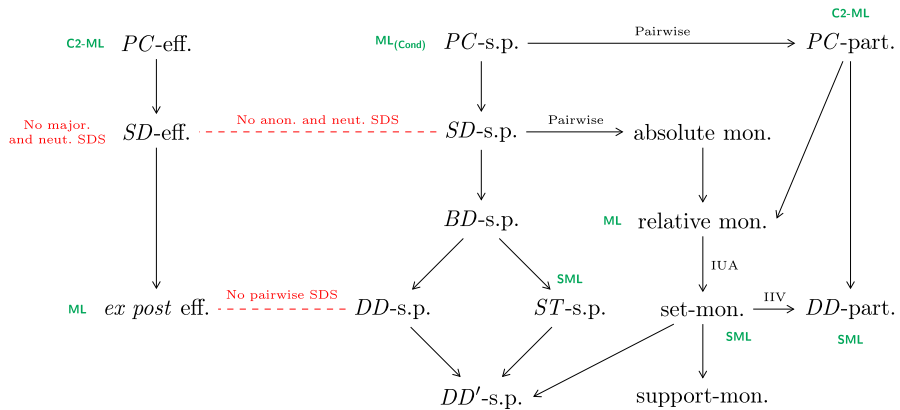 C2-ML
C2-ML PC-eff.
ML(Cond) PC-s.p.
Pairwise
PC-part.
No major.
and neut. SDS
SD-eff.
No anon. and neut. SDS
SD-s.p.
Pairwise
absolute mon.
BD-s.p.
ML relative mon.
IUA
ML ex post eff.
No pairwise SDS
DD-s.p.
SML
ST-s.p.
set-mon.
IIV
DD-part.
SML
SML
DD′-s.p.
support-mon.